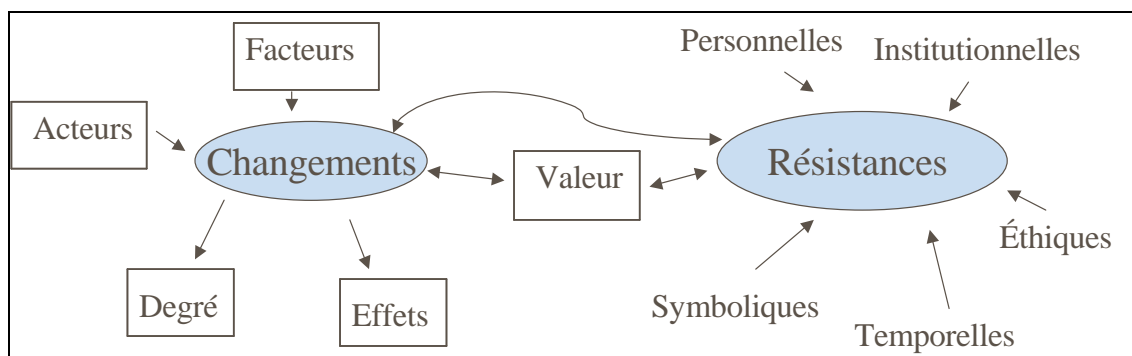 Facteurs
Personnelles
Institutionnelles
Acteurs
Changements
Valeur
Résistances
Éthiques
Degré
Effets
Symboliques
Temporelles